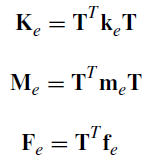 𝐊ₑ = 𝐓ᵀ𝐤ₑ𝐓
𝐌ₑ = 𝐓ᵀ𝐦ₑ𝐓
𝐅ₑ = 𝐓ᵀ𝐟ₑ